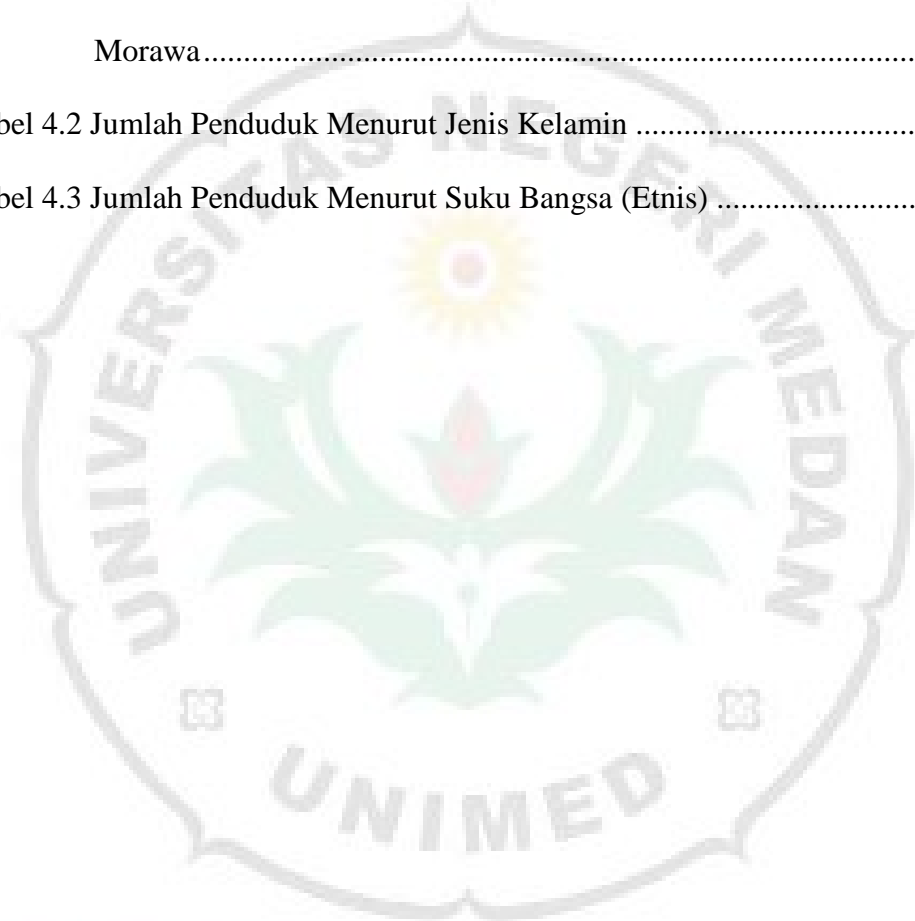 Morawa........................................................................................
bel 4.2 Jumlah Penduduk Menurut Jenis Kelamin ...................................
bel 4.3 Jumlah Penduduk Menurut Suku Bangsa (Etnis) .........................
UNIVERSITAS NEGERI MEDAN
UNIMED